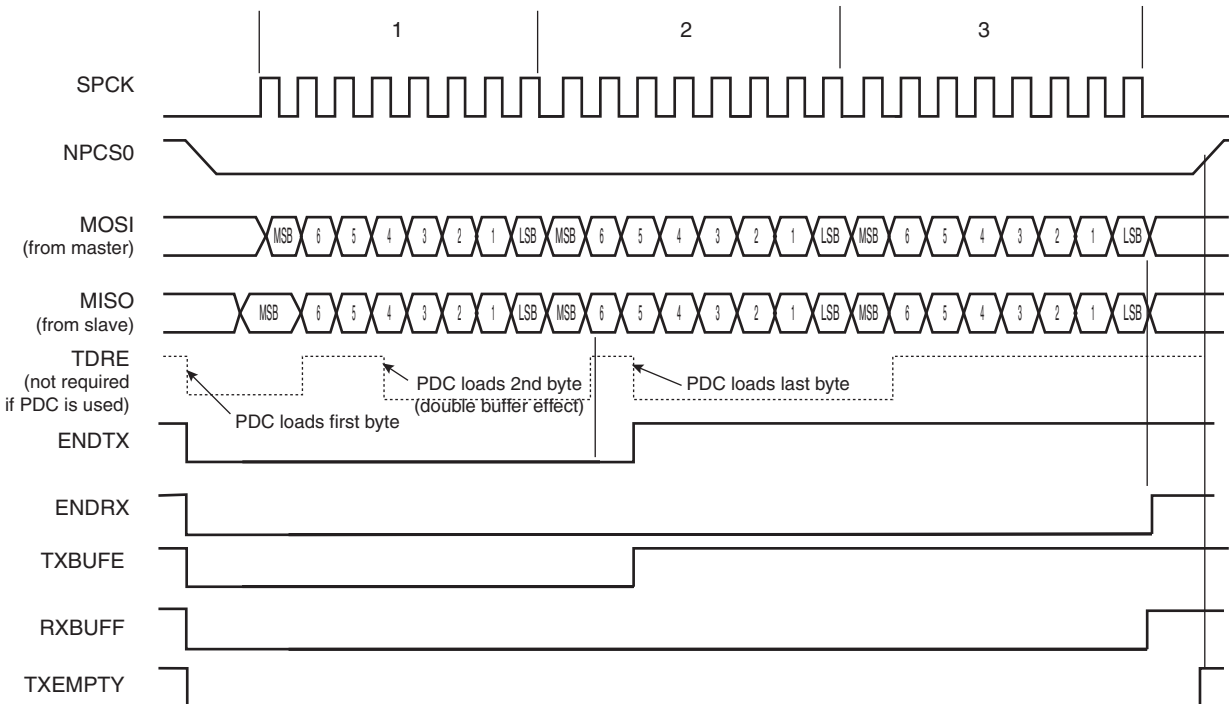 1 2 3
SPCK
NPCS0
MOSI
(from master)
MSB 6 5 4 3 2 1 LSB MSB 6 5 4 3 2 1 LSB MSB 6 5 4 3 2 1 LSB
MISO
(from slave)
MSB 6 5 4 3 2 1 LSB MSB 6 5 4 3 2 1 LSB MSB 6 5 4 3 2 1 LSB
TDRE
(not required
if PDC is used)
PDC loads first byte
PDC loads 2nd byte
(double buffer effect)
PDC loads last byte
ENDTX
ENDRX
TXBUFE
RXBUFF
TXEMPTY